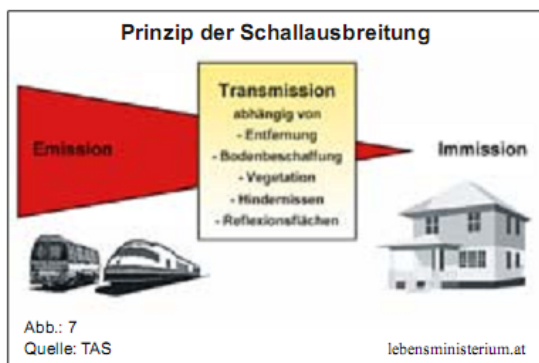 Prinzip der Schallausbreitung
Transmission
abhängig von
- Entfernung
- Bodenbeschaffung
- Vegetation
- Hindernissen
- Reflexionsflächen
Emission
Immission
Abb.: 7
Quelle: TAS
lebensministerium.at